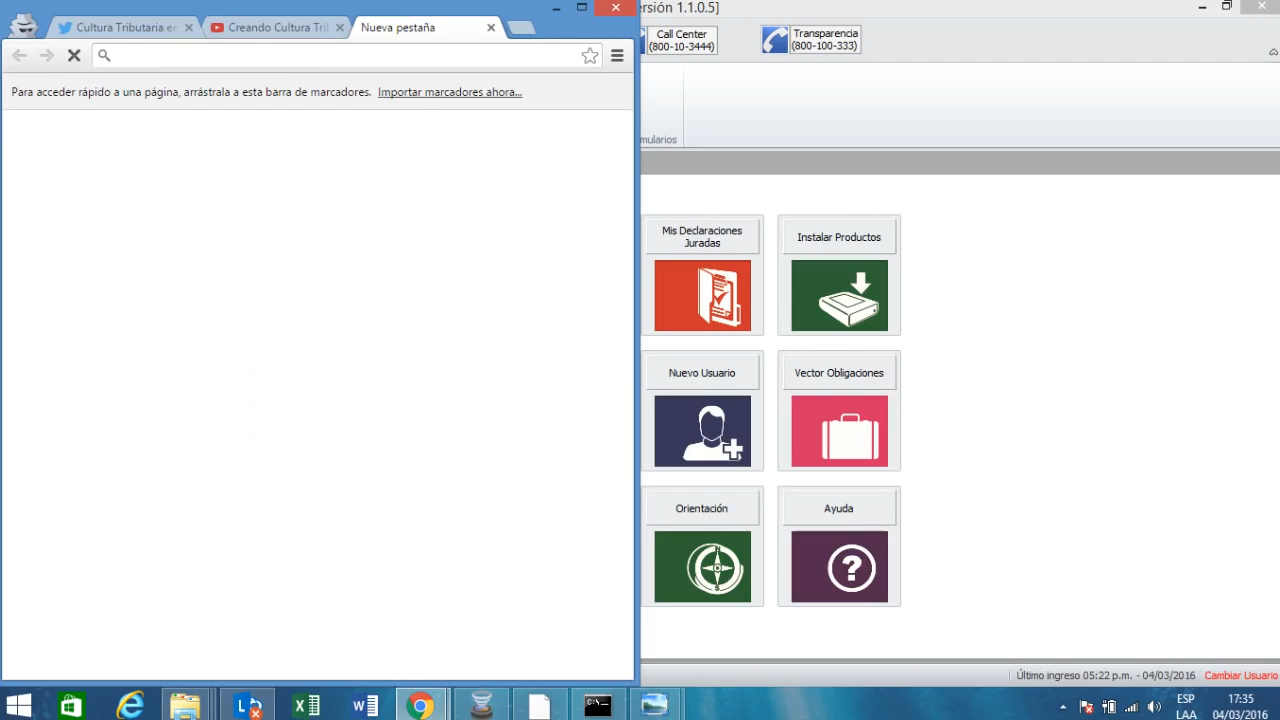 Cultura Tributaria en
Creando Cultura Tri
Nueva pestaña
ersión 1.1.0.5]
Call Center
(800-10-3444)
Transparencia
(800-100-333)
Para acceder rápido a una página, arrástrala a esta barra de marcadores. Importar marcadores ahora...
mularios
Mis Declaraciones
Juradas
Instalar Productos
Nuevo Usuario
Vector Obligaciones
Orientación
Ayuda
Último ingreso 05:22 p.m. - 04/03/2016
Cambiar Usuario
ESP
LAA
17:35
04/03/2016